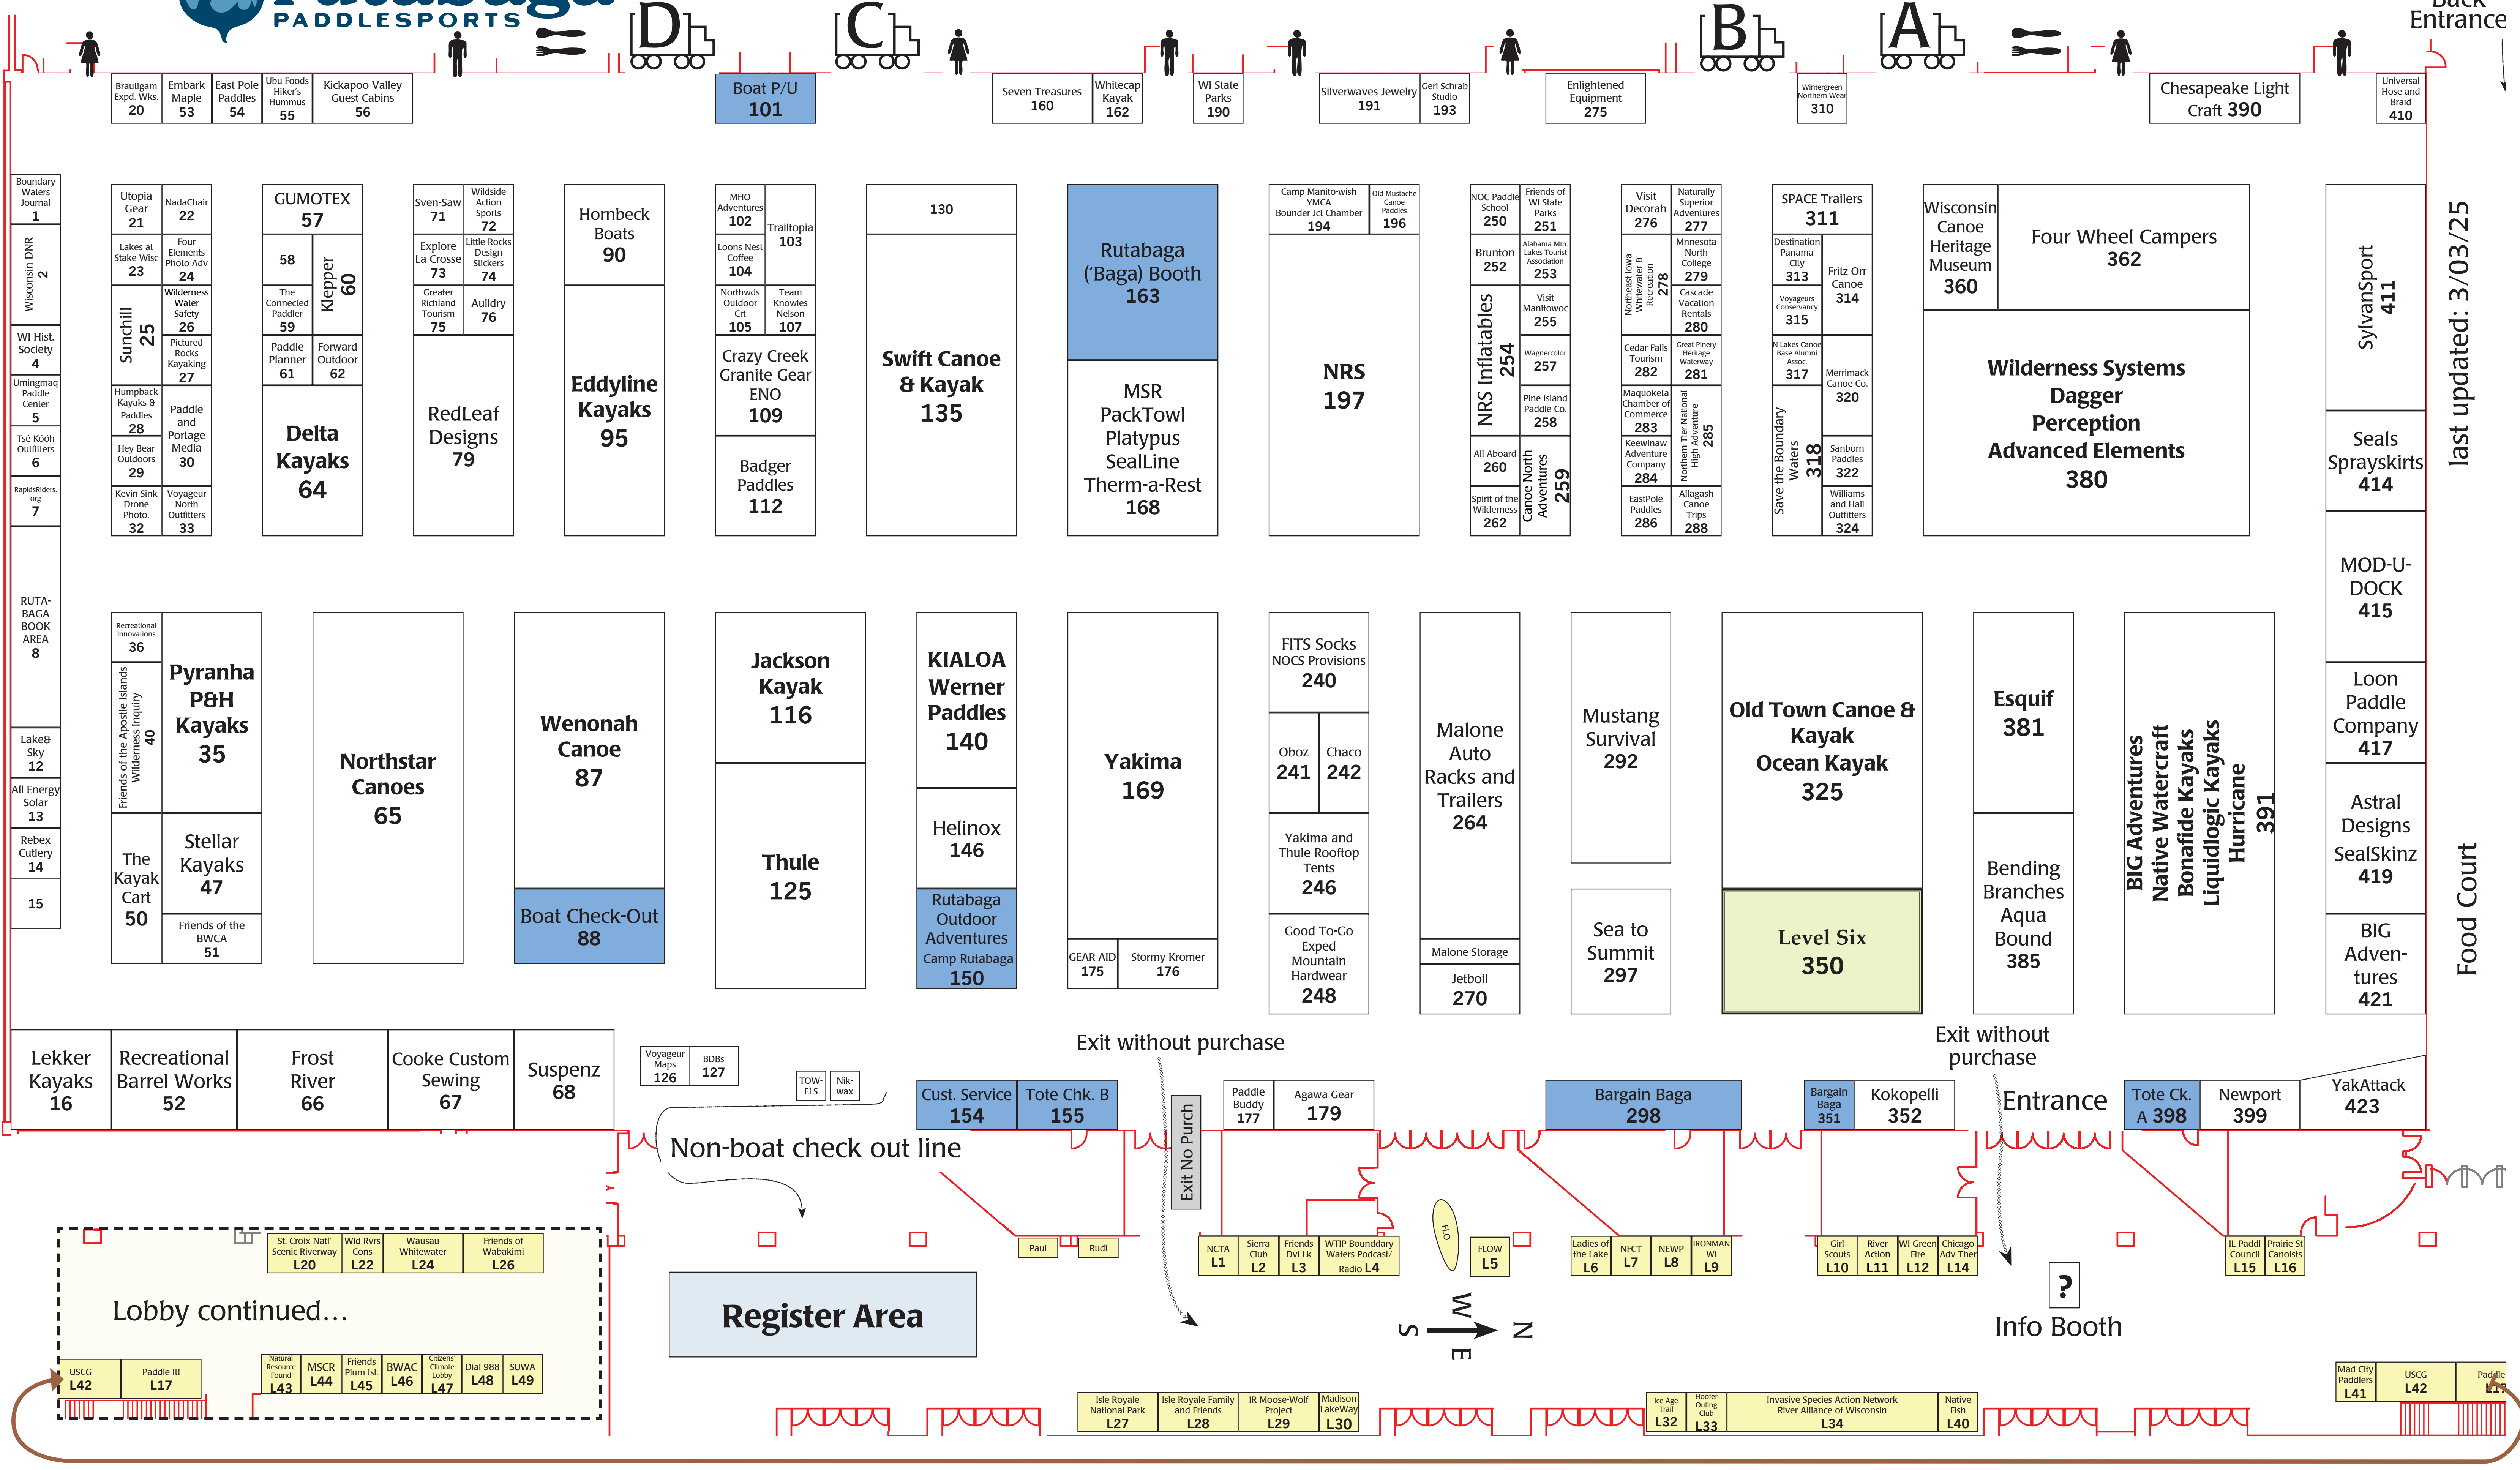 PADDLESPORTS
D
C
B
A
Back
Entrance
Brautigam
Expd. Wks.
20
Embark
Maple
53
East Pole
Paddles
54
Ubu Foods
Hiker's
Hummus
55
Kickapoo Valley
Guest Cabins
56
Boat P/U
101
Seven Treasures
160
Whitecap
Kayak
162
WI State
Parks
190
Silverwaves Jewelry
191
Geri Schrab
Studio
193
Enlightened
Equipment
275
Wintergreen
Northern Wear
310
Chesapeake Light
Craft 390
Universal
Hose and
Braid
410
Boundary
Waters
Journal
1
Wisconsin DNR
2
WI Hist.
Society
4
Umingmaq
Paddle
Center
5
Tsé Kóóh
Outfitters
6
RapidsRiders.
org
7
RUTA-
BAGA
BOOK
AREA
8
Lake&
Sky
12
All Energy
Solar
13
Rebex
Cutlery
14
15
Utopia
Gear
21
NadaChair
22
Lakes at
Stake Wisc
23
Four
Elements
Photo Adv
24
Sunchill
25
Wilderness
Water
Safety
26
Pictured
Rocks
Kayaking
27
Humpback
Kayaks &
Paddles
28
Hey Bear
Outdoors
29
Paddle
and
Portage
Media
30
Kevin Sink
Drone
Photo.
32
Voyageur
North
Outfitters
33
GUMOTEX
57
58
Klepper
60
The
Connected
Paddler
59
Paddle
Planner
61
Forward
Outdoor
62
Delta
Kayaks
64
Sven-Saw
71
Wildside
Action
Sports
72
Explore
La Crosse
73
Little Rocks
Design
Stickers
74
Greater
Richland
Tourism
75
Aulldry
76
RedLeaf
Designs
79
Hornbeck
Boats
90
Eddyline
Kayaks
95
MHO
Adventures
102
Trailtopia
103
Loons Nest
Coffee
104
Northwds
Outdoor
Crt
105
Team
Knowles
Nelson
107
Crazy Creek
Granite Gear
ENO
109
Badger
Paddles
112
130
Swift Canoe
& Kayak
135
Rutabaga
('Baga) Booth
163
MSR
PackTowl
Platypus
SealLine
Therm-a-Rest
168
Camp Manito-wish
YMCA
Bounder Jct Chamber
194
Old Mustache
Canoe
Paddles
196
NRS
197
NOC Paddle
School
250
Friends of
WI State
Parks
251
Brunton
252
Alabama Mtn.
Lakes Tourist
Association
253
NRS Inflatables
254
Visit
Manitowoc
255
Wagnercolor
257
Pine Island
Paddle Co.
258
All Aboard
260
Canoe North
Adventures
259
Spirit of the
Wilderness
262
Visit
Decorah
276
Naturally
Superior
Adventures
277
Northeast Iowa
Whitewater &
Recreation
278
Mnnesota
North
College
279
Cascade
Vacation
Rentals
280
Cedar Falls
Tourism
282
Great Pinery
Heritage
Waterway
281
Maquoketa
Chamber of
Commerce
283
Northern Tier National
High Adventure
285
Keewinaw
Adventure
Company
284
EastPole
Paddles
286
Allagash
Canoe
Trips
288
SPACE Trailers
311
Destination
Panama
City
313
Fritz Orr
Canoe
314
Voyageurs
Conservancy
315
N Lakes Canoe
Base Alumni
Assoc.
317
Merrimack
Canoe Co.
320
Save the Boundary
Waters
318
Sanborn
Paddles
322
Williams
and Hall
Outfitters
324
Wisconsin
Canoe
Heritage
Museum
360
Four Wheel Campers
362
Wilderness Systems
Dagger
Perception
Advanced Elements
380
SylvanSport
411
Seals
Sprayskirts
414
MOD-U-
DOCK
415
Loon
Paddle
Company
417
Astral
Designs
SealSkinz
419
BIG
Adven-
tures
421
last updated: 3/03/25
Food Court
Recreational
Innovations
36
Friends of the Apostle Islands
Wilderness Inquiry
40
Pyranha
P&H
Kayaks
35
The
Kayak
Cart
50
Stellar
Kayaks
47
Friends of the
BWCA
51
Northstar
Canoes
65
Wenonah
Canoe
87
Boat Check-Out
88
Jackson
Kayak
116
Thule
125
KIALOA
Werner
Paddles
140
Helinox
146
Rutabaga
Outdoor
Adventures
Camp Rutabaga
150
Yakima
169
GEAR AID
175
Stormy Kromer
176
FITS Socks
NOCS Provisions
240
Oboz
241
Chaco
242
Yakima and
Thule Rooftop
Tents
246
Good To-Go
Exped
Mountain
Hardwear
248
Malone
Auto
Racks and
Trailers
264
Malone Storage
Jetboil
270
Mustang
Survival
292
Sea to
Summit
297
Old Town Canoe &
Kayak
Ocean Kayak
325
Level Six
350
Esquif
381
Bending
Branches
Aqua
Bound
385
BIG Adventures
Native Watercraft
Bonafide Kayaks
Liquidlogic Kayaks
Hurricane
391
Lekker
Kayaks
16
Recreational
Barrel Works
52
Frost
River
66
Cooke Custom
Sewing
67
Suspenz
68
Voyageur
Maps
126
BDBs
127
TOW-
ELS
Nik-
wax
Non-boat check out line
Cust. Service
154
Tote Chk. B
155
Exit without purchase
Exit No Purch
Paddle
Buddy
177
Agawa Gear
179
Bargain Baga
298
Bargain
Baga
351
Kokopelli
352
Exit without
purchase
Entrance
Tote Ck.
A 398
Newport
399
YakAttack
423
St. Croix Natl'
Scenic Riverway
L20
Wld Rvrs
Cons
L22
Wausau
Whitewater
L24
Friends of
Wabakimi
L26
Lobby continued...
USCG
L42
Paddle It!
L17
Natural
Resource
Found
L43
MSCR
L44
Friends
Plum Isl.
L45
BWAC
L46
Citizens'
Climate
Lobby
L47
Dial 988
L48
SUWA
L49
Register Area
Paul
Rudi
NCTA
L1
Sierra
Club
L2
Friends
Dvl Lk
L3
WTIP Bounddary
Waters Podcast/
Radio L4
FLO
FLOW
L5
Ladies of
the Lake
L6
NFCT
L7
NEWP
L8
IRONMAN
WI
L9
Girl
Scouts
L10
River
Action
L11
WI Green
Fire
L12
Chicago
Adv Ther
L14
IL Paddl
Council
L15
Prairie St
Canoists
L16
W
S
N
E
?
Info Booth
Isle Royale
National Park
L27
Isle Royale Family
and Friends
L28
IR Moose-Wolf
Project
L29
Madison
LakeWay
L30
Ice Age
Trail
L32
Hoofer
Outing
Club
L33
Invasive Species Action Network
River Alliance of Wisconsin
L34
Native
Fish
L40
Mad City
Paddlers
L41
USCG
L42
Paddle
L17